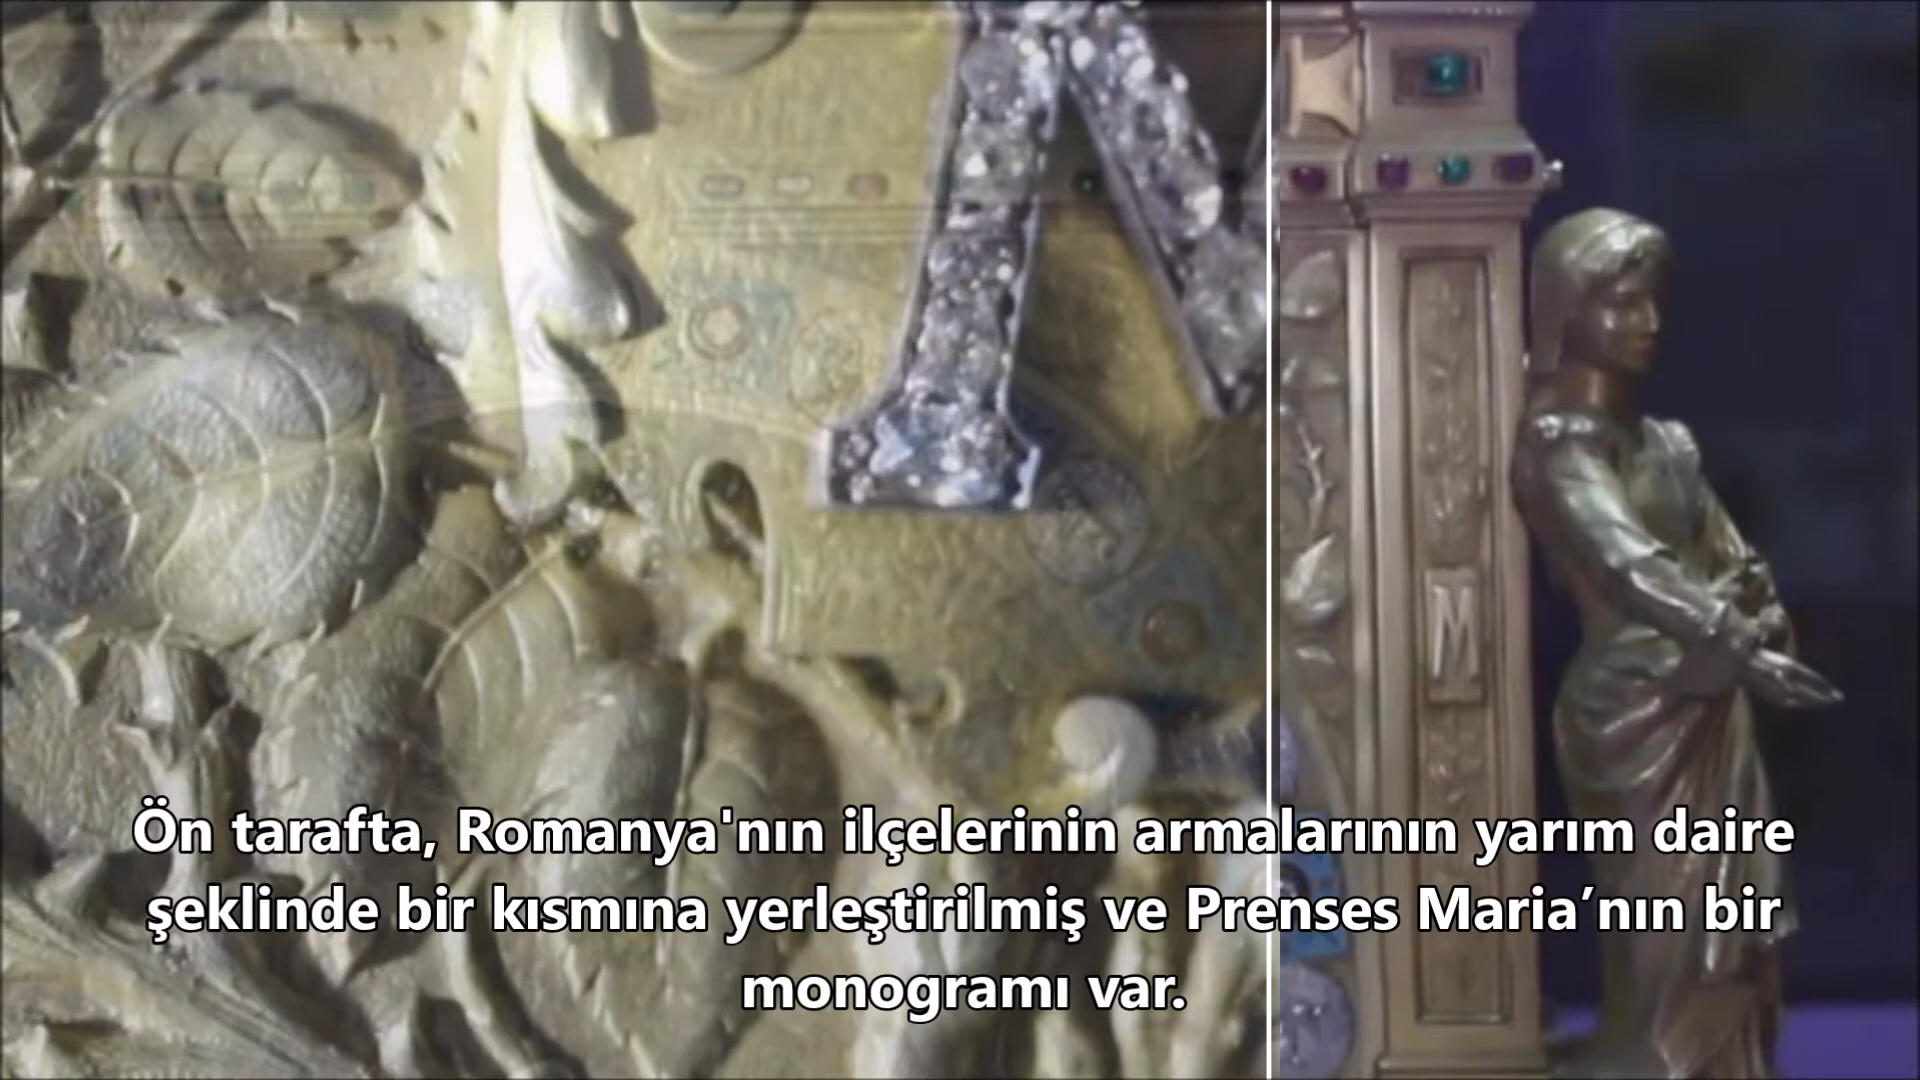 M
Ön tarafta, Romanya'nın ilçelerinin armalarının yarım daire
şeklinde bir kısmına yerleştirilmiş ve Prenses Maria’nın bir
monogramı var.